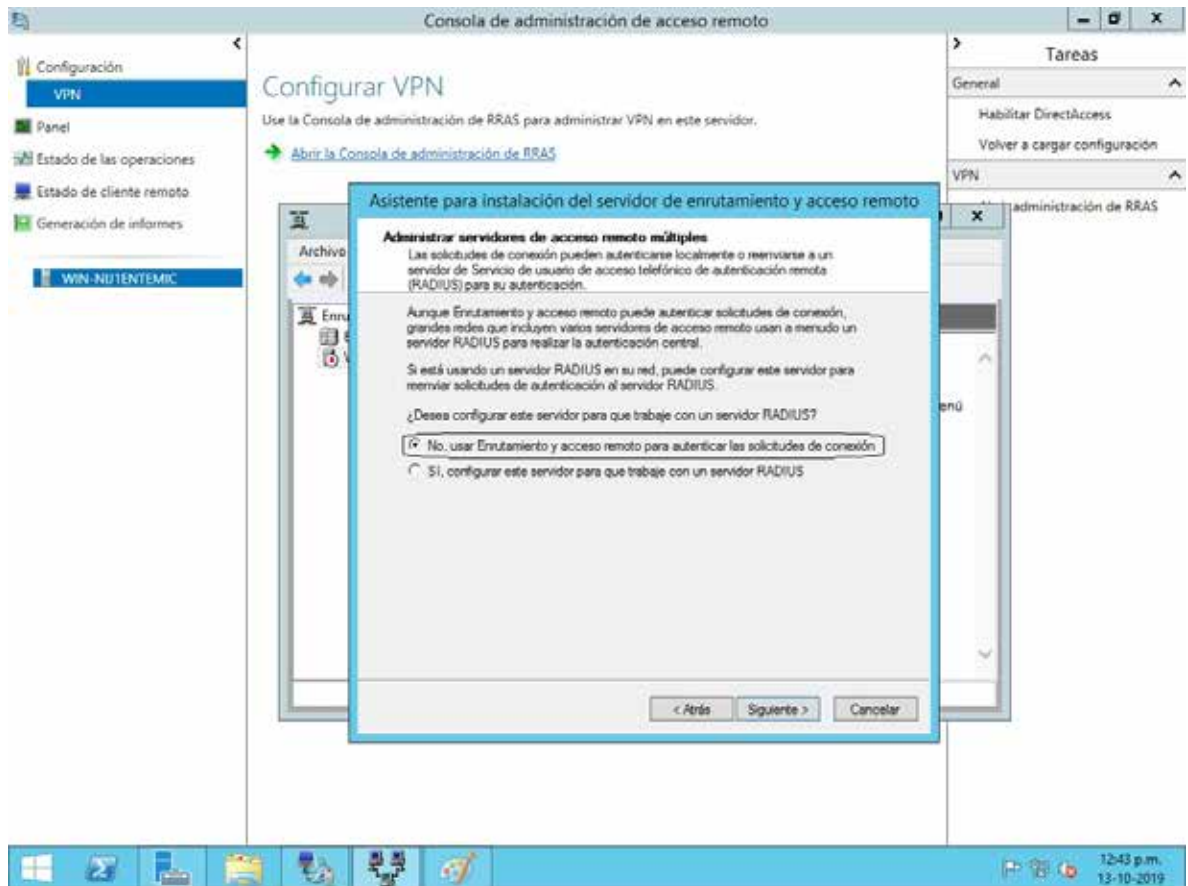 Consola de administración de acceso remoto
Configuración
VPN
Panel
Estado de las operaciones
Estado de cliente remoto
Generación de informes
WIN-NU1ENTEMIC
Configurar VPN
Use la Consola de administración de RRAS para administrar VPN en este servidor.
Abrir la Consola de administración de RRAS
Tareas
General
Habilitar DirectAccess
Volver a cargar configuración
VPN
administración de RRAS
Archivo
Enru
enú
Asistente para instalación del servidor de enrutamiento y acceso remoto
Administrar servidores de acceso remoto múltiples
Las solicitudes de conexión pueden autenticarse localmente o reenviarse a un
servidor de Servicio de usuario de acceso telefónico de autenticación remota
(RADIUS) para su autenticación.
Aunque Enrutamiento y acceso remoto puede autenticar solicitudes de conexión,
grandes redes que incluyen varios servidores de acceso remoto usan a menudo un
servidor RADIUS para realizar la autenticación central.
Si está usando un servidor RADIUS en su red, puede configurar este servidor para
reenviar solicitudes de autenticación al servidor RADIUS.
¿Desea configurar este servidor para que trabaje con un servidor RADIUS?
No, usar Enrutamiento y acceso remoto para autenticar las solicitudes de conexión
Sí, configurar este servidor para que trabaje con un servidor RADIUS
< Atrás
Siguiente >
Cancelar
12:43 p.m.
13-10-2019